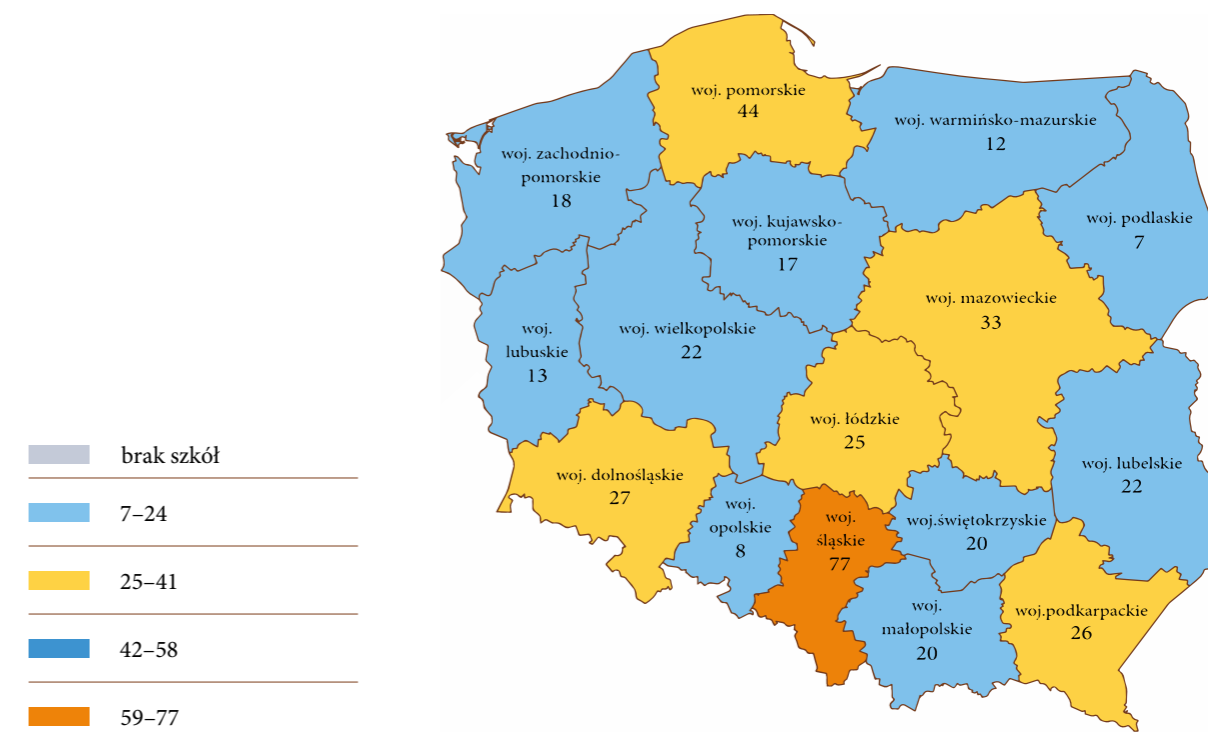 woj. pomorskie
44
woj. warmińsko-mazurskie
12
woj. zachodnio-
pomorskie
18
woj. kujawsko-
pomorskie
17
woj. podlaskie
7
woj. mazowieckie
33
woj.
lubuskie
13
woj. wielkopolskie
22
woj. łódzkie
25
woj. lubelskie
22
woj. dolnośląskie
27
woj.
opolskie
8
woj.
śląskie
77
woj.świętokrzyskie
20
woj.
małopolskie
20
woj.podkarpackie
26
brak szkół
7–24
25–41
42–58
59–77